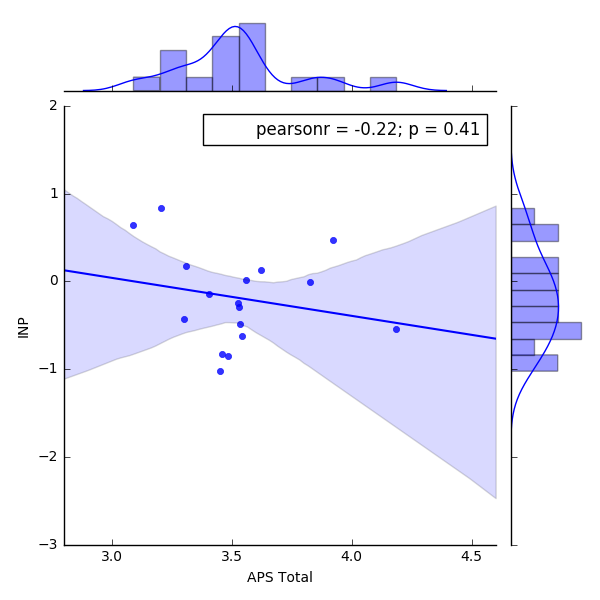 pearsonr = -0.22; p = 0.41
2
1
0
−1
−2
−3
INP
3.0 3.5 4.0 4.5
APS Total